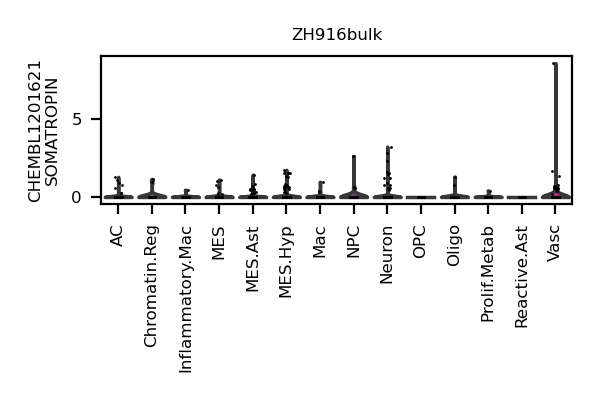 ZH916bulk
CHEMBL1201621
SOMATROPIN
5
0
AC
Chromatin.Reg
Inflammatory.Mac
MES
MES.Ast
MES.Hyp
Mac
NPC
Neuron
OPC
Oligo
Prolif.Metab
Reactive.Ast
Vasc